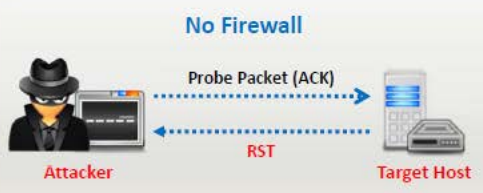 No Firewall
Probe Packet (ACK)
RST
Attacker
Target Host